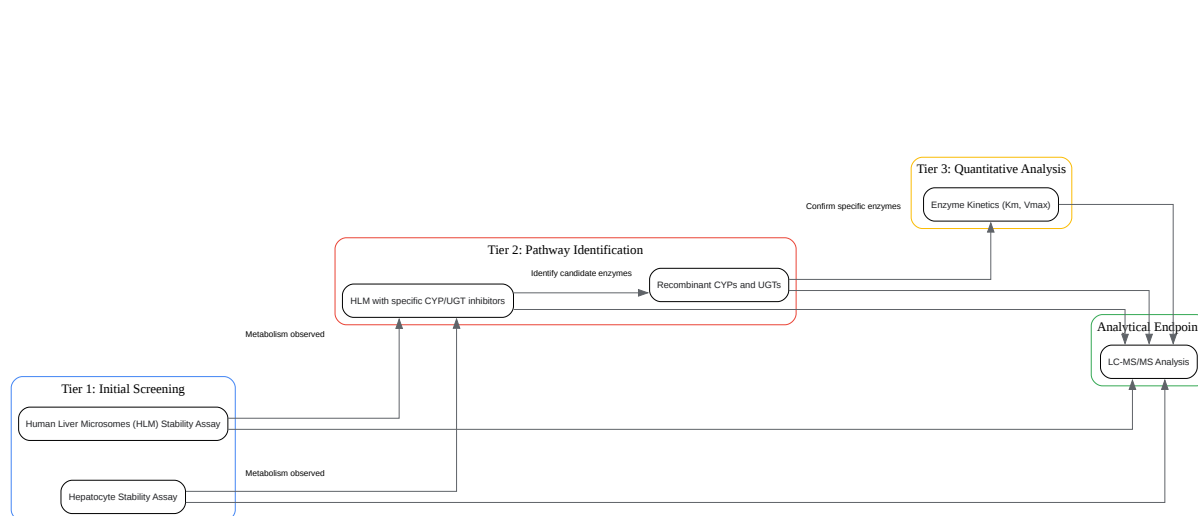 Tier 3: Quantitative Analysis
Enzyme Kinetics (Km, Vmax)
Confirm specific enzymes
Tier 2: Pathway Identification
Identify candidate enzymes
Recombinant CYPs and UGTs
HLM with specific CYP/UGT inhibitors
Metabolism observed
Analytical Endpoin
LC-MS/MS Analysis
Tier 1: Initial Screening
Human Liver Microsomes (HLM) Stability Assay
Metabolism observed
Hepatocyte Stability Assay